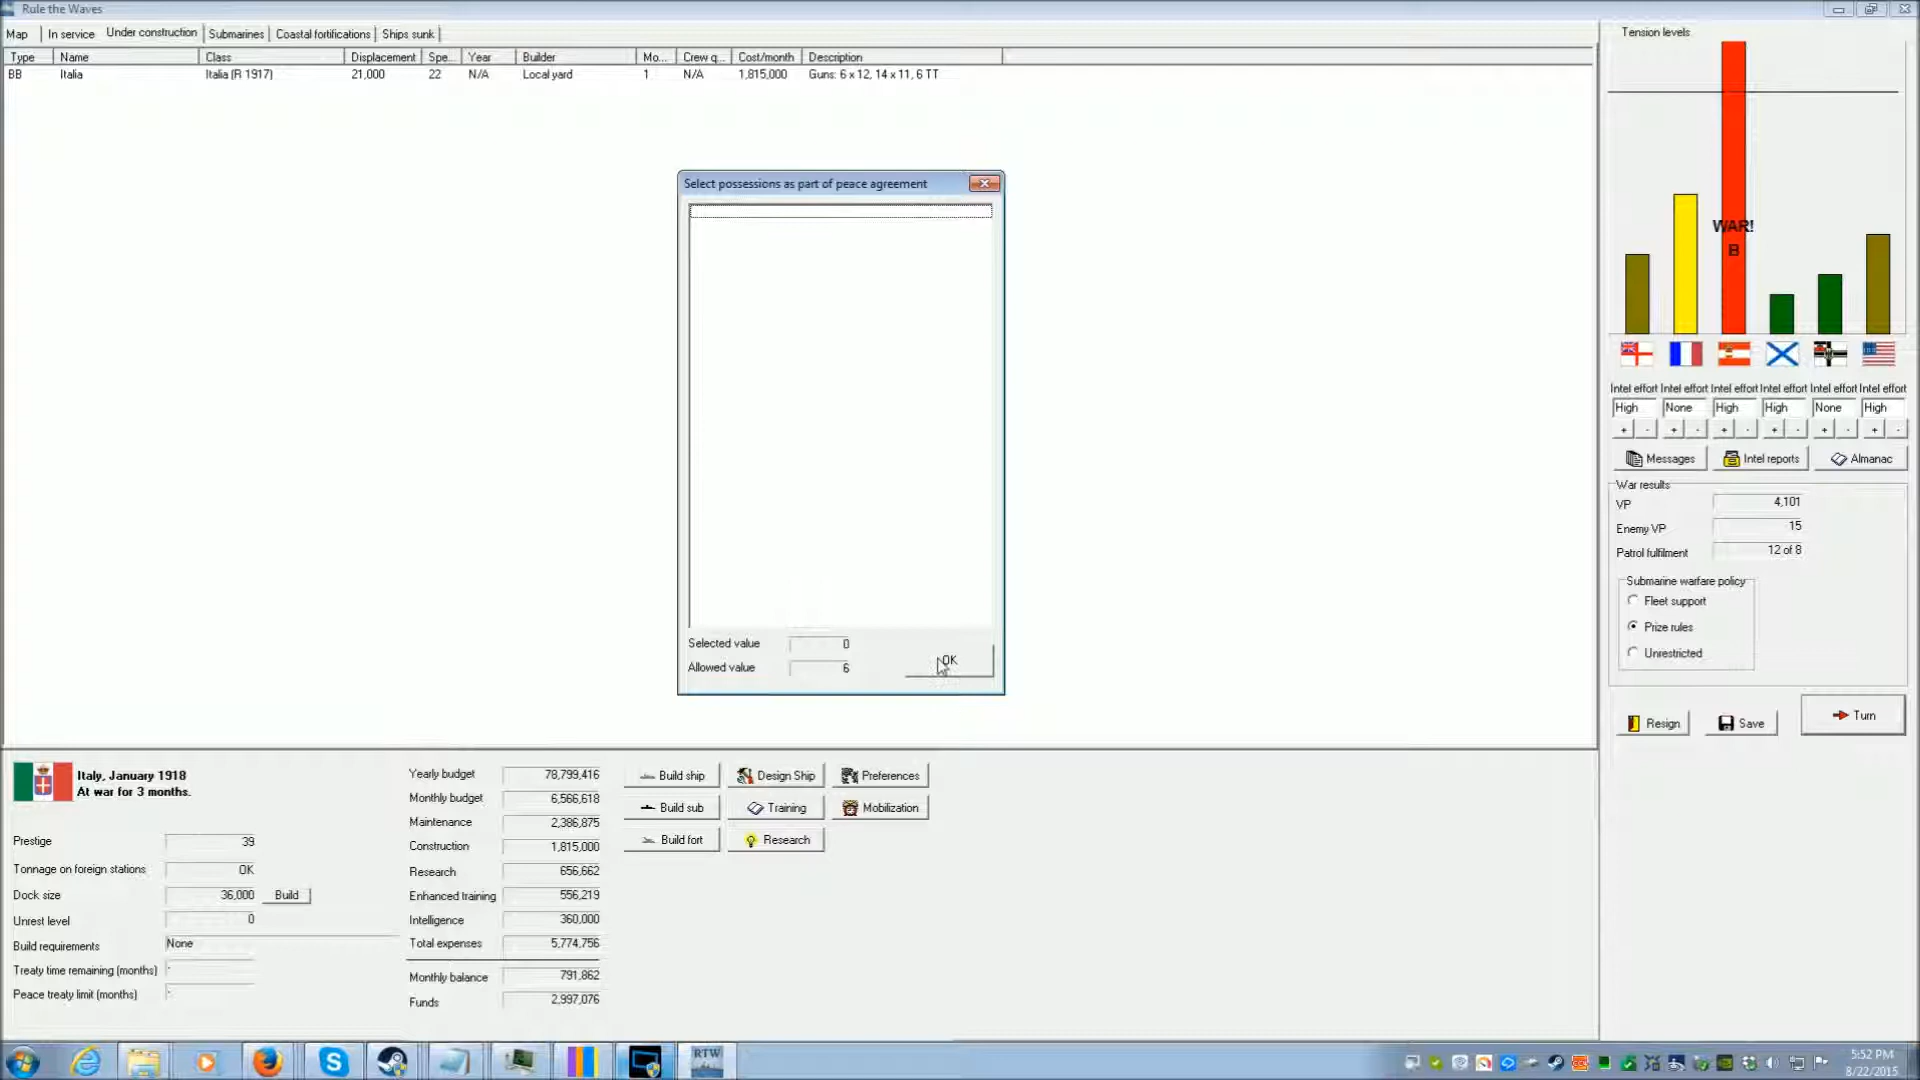 Rule the Waves
Map In service Under construction Submarines Coastal fortifications Ships sunk
Type Name Class Displacement Spe... Year Builder Mo... Crew q... Cost/month Description
BB Italia Italia (R 1917) 21,000 22 N/A Local yard 1 N/A 1,815,000 Guns: 6 x 12, 14 x 11, 6 TT
Select possessions as part of peace agreement
Selected value 0
Allowed value 6
OK
Tension levels
WAR!
B
Intel effort Intel effort Intel effort Intel effort Intel effort Intel effort
High None High High None High
+ - + - + - + - + - + -
Messages Intel reports Almanac
War results
VP 4,101
Enemy VP 15
Patrol fulfilment 12 of 8
Submarine warfare policy
Fleet support
Prize rules
Unrestricted
Resign Save Turn
Italy, January 1918
At war for 3 months.
Prestige 39
Tonnage on foreign stations OK
Dock size 36,000 Build
Unrest level 0
Build requirements None
Treaty time remaining (months) -
Peace treaty limit (months) -
Yearly budget 78,799,416
Monthly budget 6,566,618
Maintenance 2,386,875
Construction 1,815,000
Research 656,662
Enhanced training 556,219
Intelligence 360,000
Total expenses 5,774,756
Monthly balance 791,862
Funds 2,997,076
Build ship Design Ship Preferences
Build sub Training Mobilization
Build fort Research
RTW
5:52 PM
8/22/2015